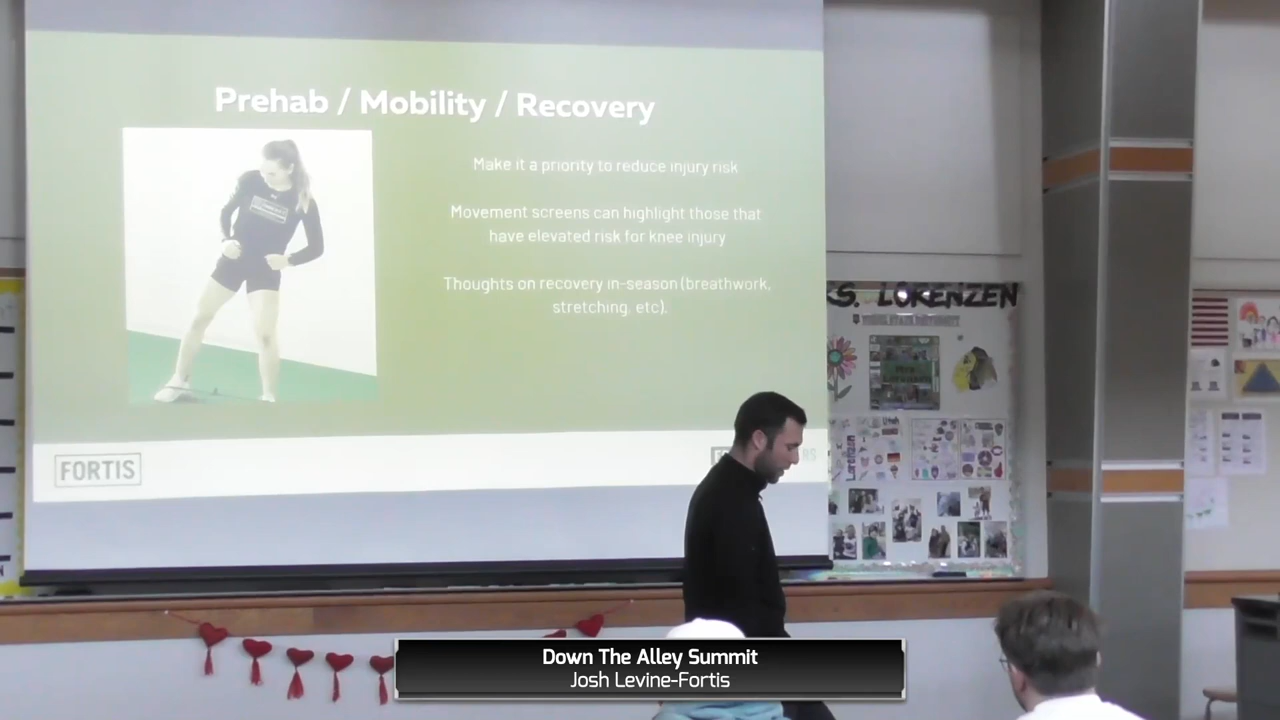 Prehab / Mobility / Recovery
Make it a priority to reduce injury risk
Movement screens can highlight those that
have elevated risk for knee injury
Thoughts on recovery in-season (breathwork,
stretching, etc).
FORTIS
RS. LORENZEN
Down The Alley Summit
Josh Levine-Fortis